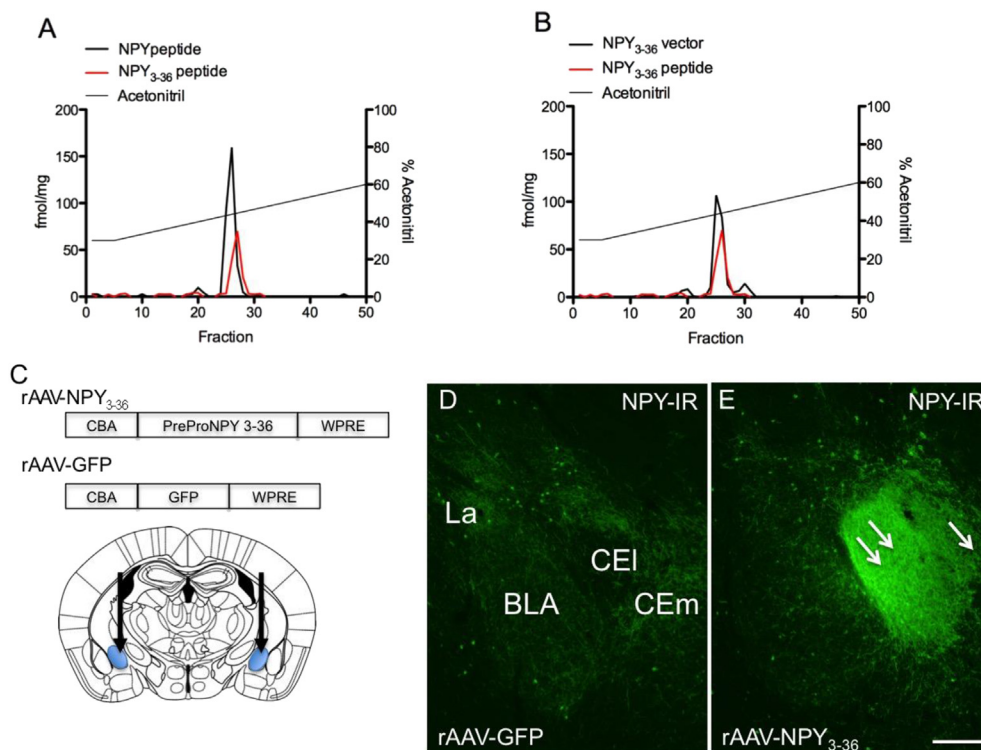 A
NPYpeptide
NPY3-36 peptide
Acetonitril
200
150
100
50
0
fmol/mg
100
80
60
40
20
0
% Acetonitril
0 10 20 30 40 50
Fraction
B
NPY3-36 vector
NPY3-36 peptide
Acetonitril
200
150
100
50
0
fmol/mg
100
80
60
40
20
0
% Acetonitril
0 10 20 30 40 50
Fraction
C
rAAV-NPY3-36
CBA PreProNPY 3-36 WPRE
rAAV-GFP
CBA GFP WPRE
D NPY-IR
La
CEl
BLA CEm
rAAV-GFP
E NPY-IR
rAAV-NPY3-36